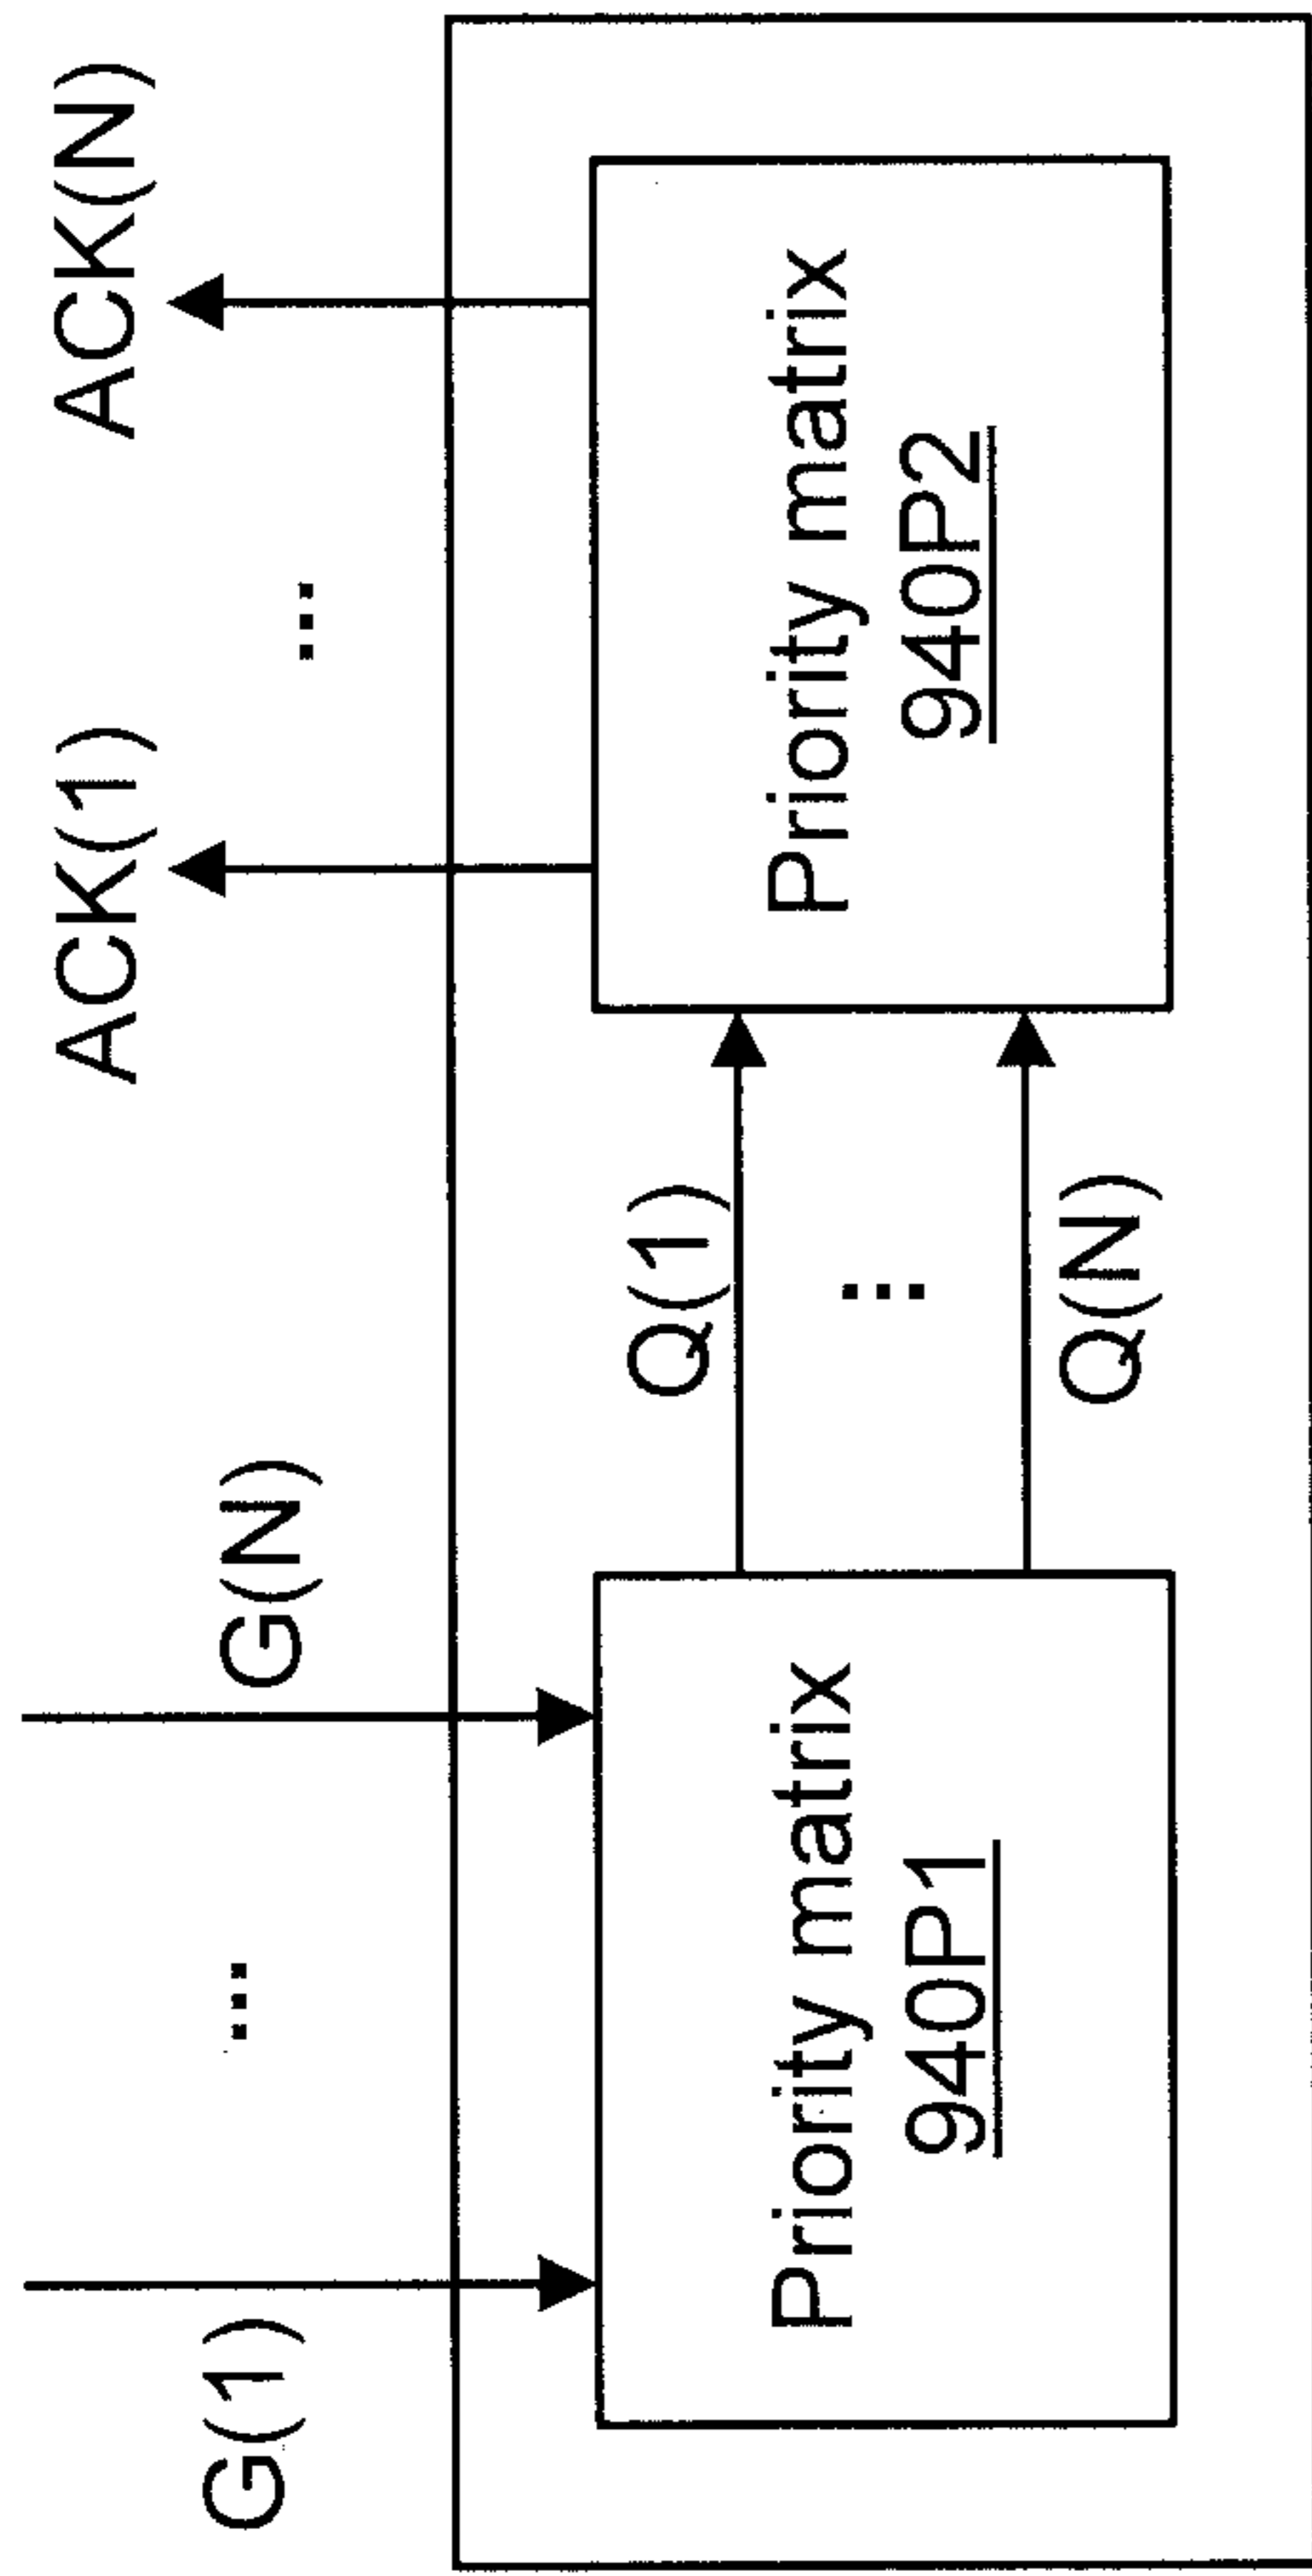 ACK(1)
...
ACK(N)
G(1)
...
G(N)
Q(1)
...
Q(N)
Priority matrix
940P1
Priority matrix
940P2